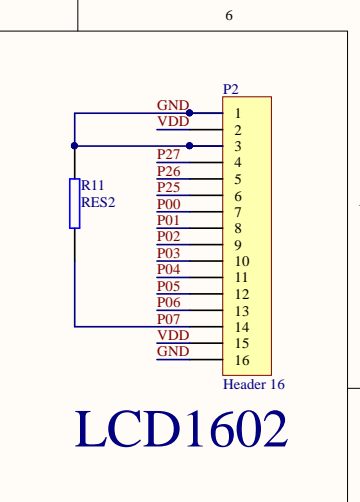 6
P2
GND 1
VDD 2
3
P27 4
P26 5
P25 6
P00 7
P01 8
P02 9
P03 10
P04 11
P05 12
P06 13
P07 14
VDD 15
GND 16
R11
RES2
Header 16
LCD1602